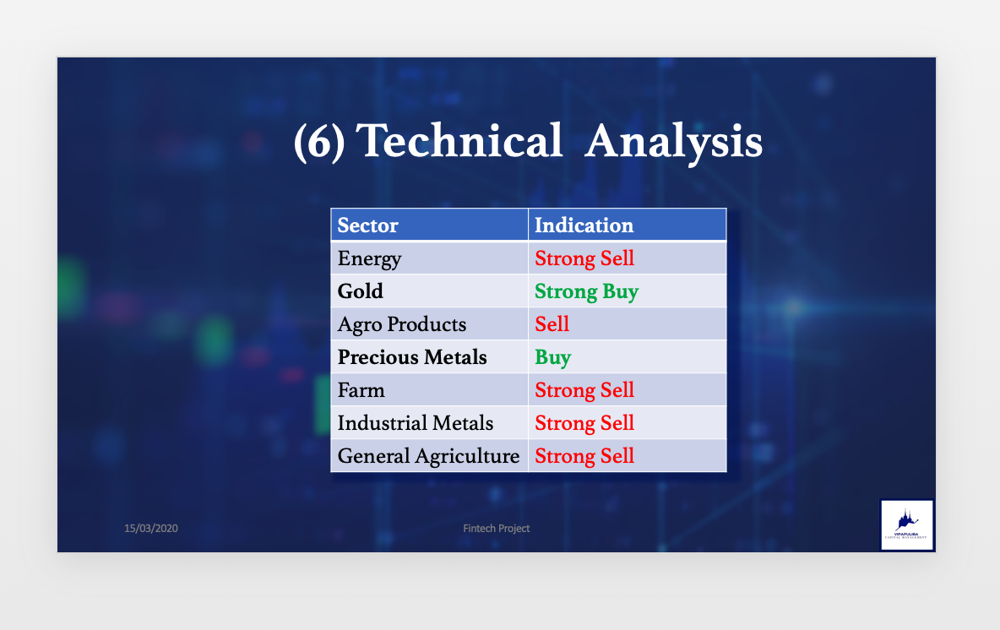 (6) Technical Analysis
Sector Indication
Energy Strong Sell
Gold Strong Buy
Agro Products Sell
Precious Metals Buy
Farm Strong Sell
Industrial Metals Strong Sell
General Agriculture Strong Sell
15/03/2020 Fintech Project
CAPITAL MANAGEMENT